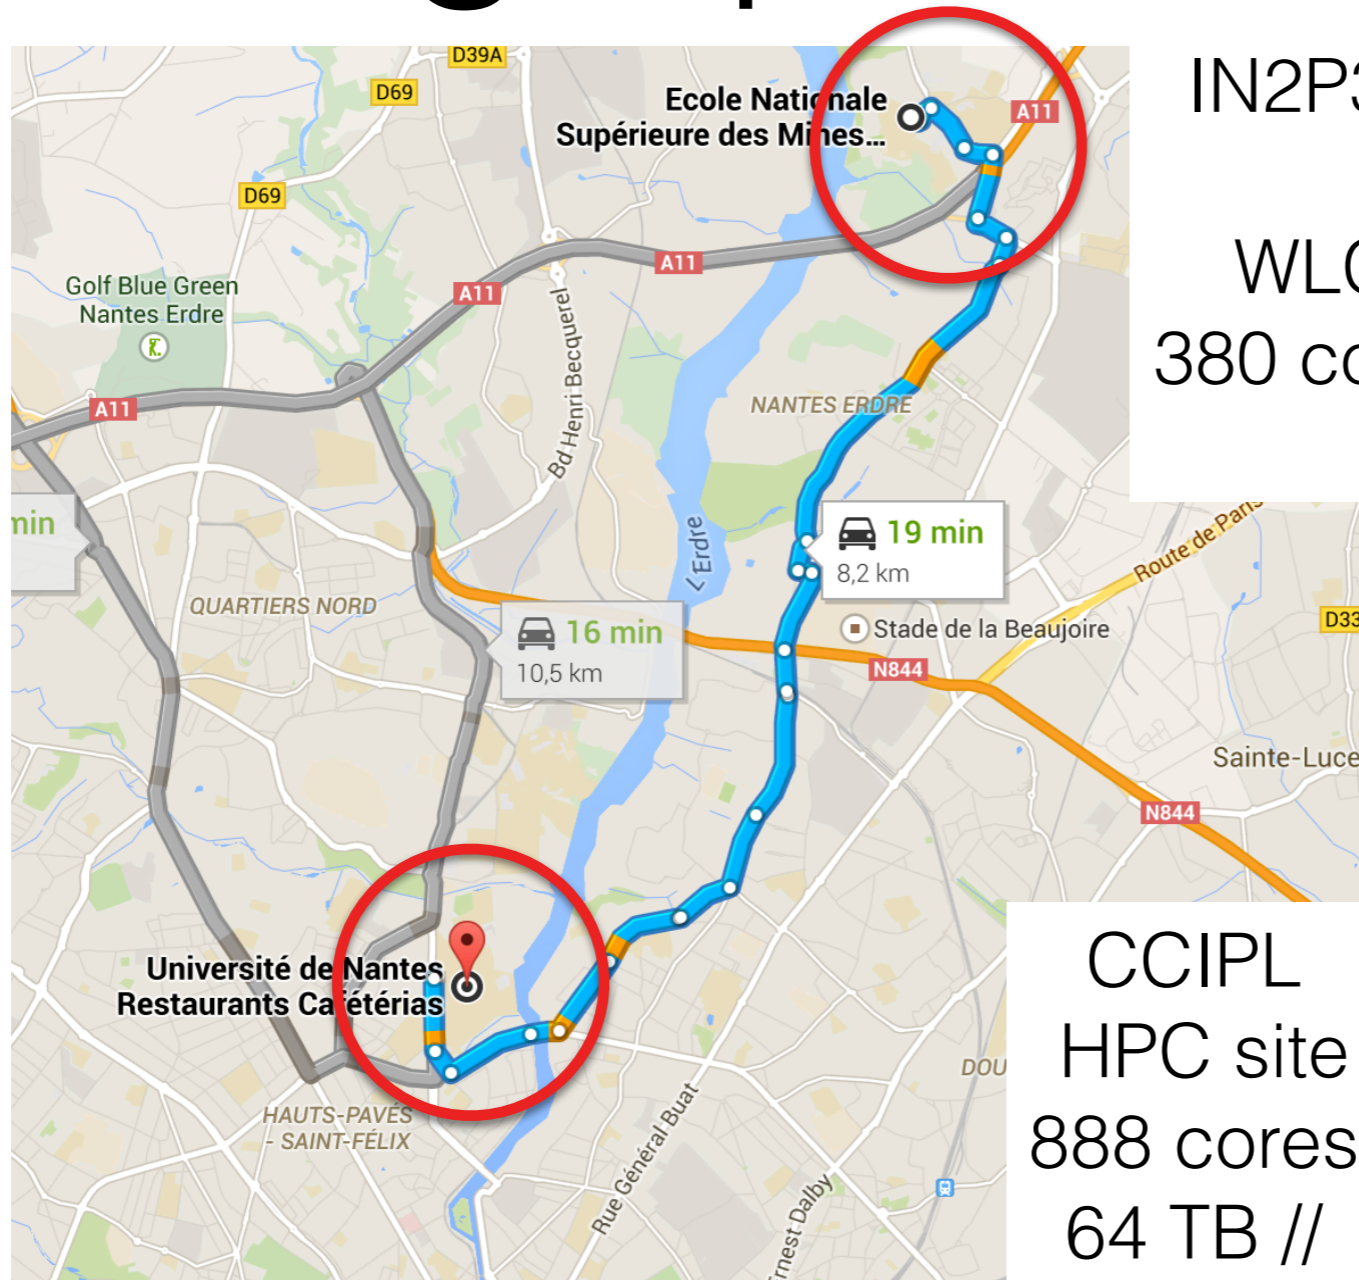 D39A
D69
Ecole Nationale
Supérieure des Mines…
A11
IN2P3
D69
WLC
380 co
A11
Golf Blue Green
Nantes Erdre
A11
Bd Henri Becquerel
A11
NANTES ERDRE
min
L'Erdre
19 min
8,2 km
Route de Paris
QUARTIERS NORD
16 min
10,5 km
Stade de la Beaujoire
D33
N844
Sainte-Luce
N844
CCIPL
HPC site
888 cores
64 TB //
Université de Nantes
Restaurants Cafétérias
DOU
HAUTS-PAVÉS
- SAINT-FÉLIX
Rue Général Buat
rnest Dalby